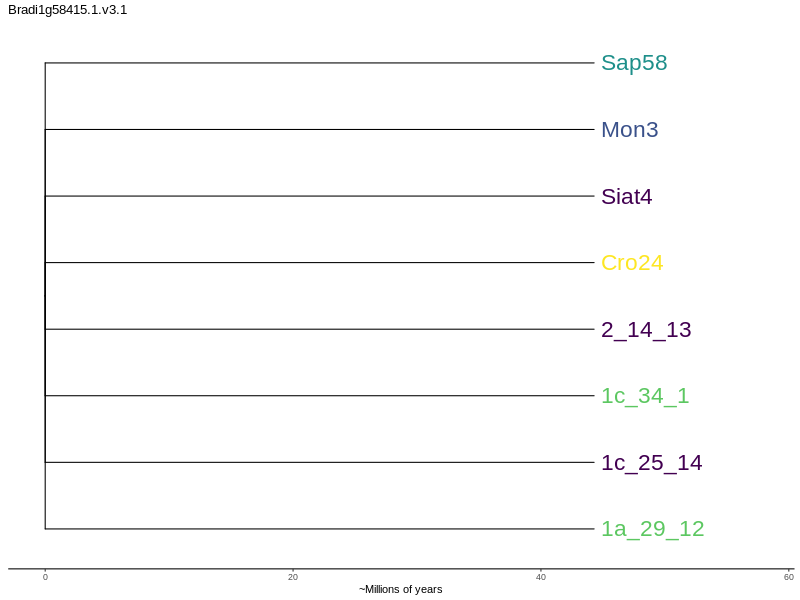 Bradi1g58415.1.v3.1
Sap58
Mon3
Siat4
Cro24
2_14_13
1c_34_1
1c_25_14
1a_29_12
0 20 40 60
~Millions of years